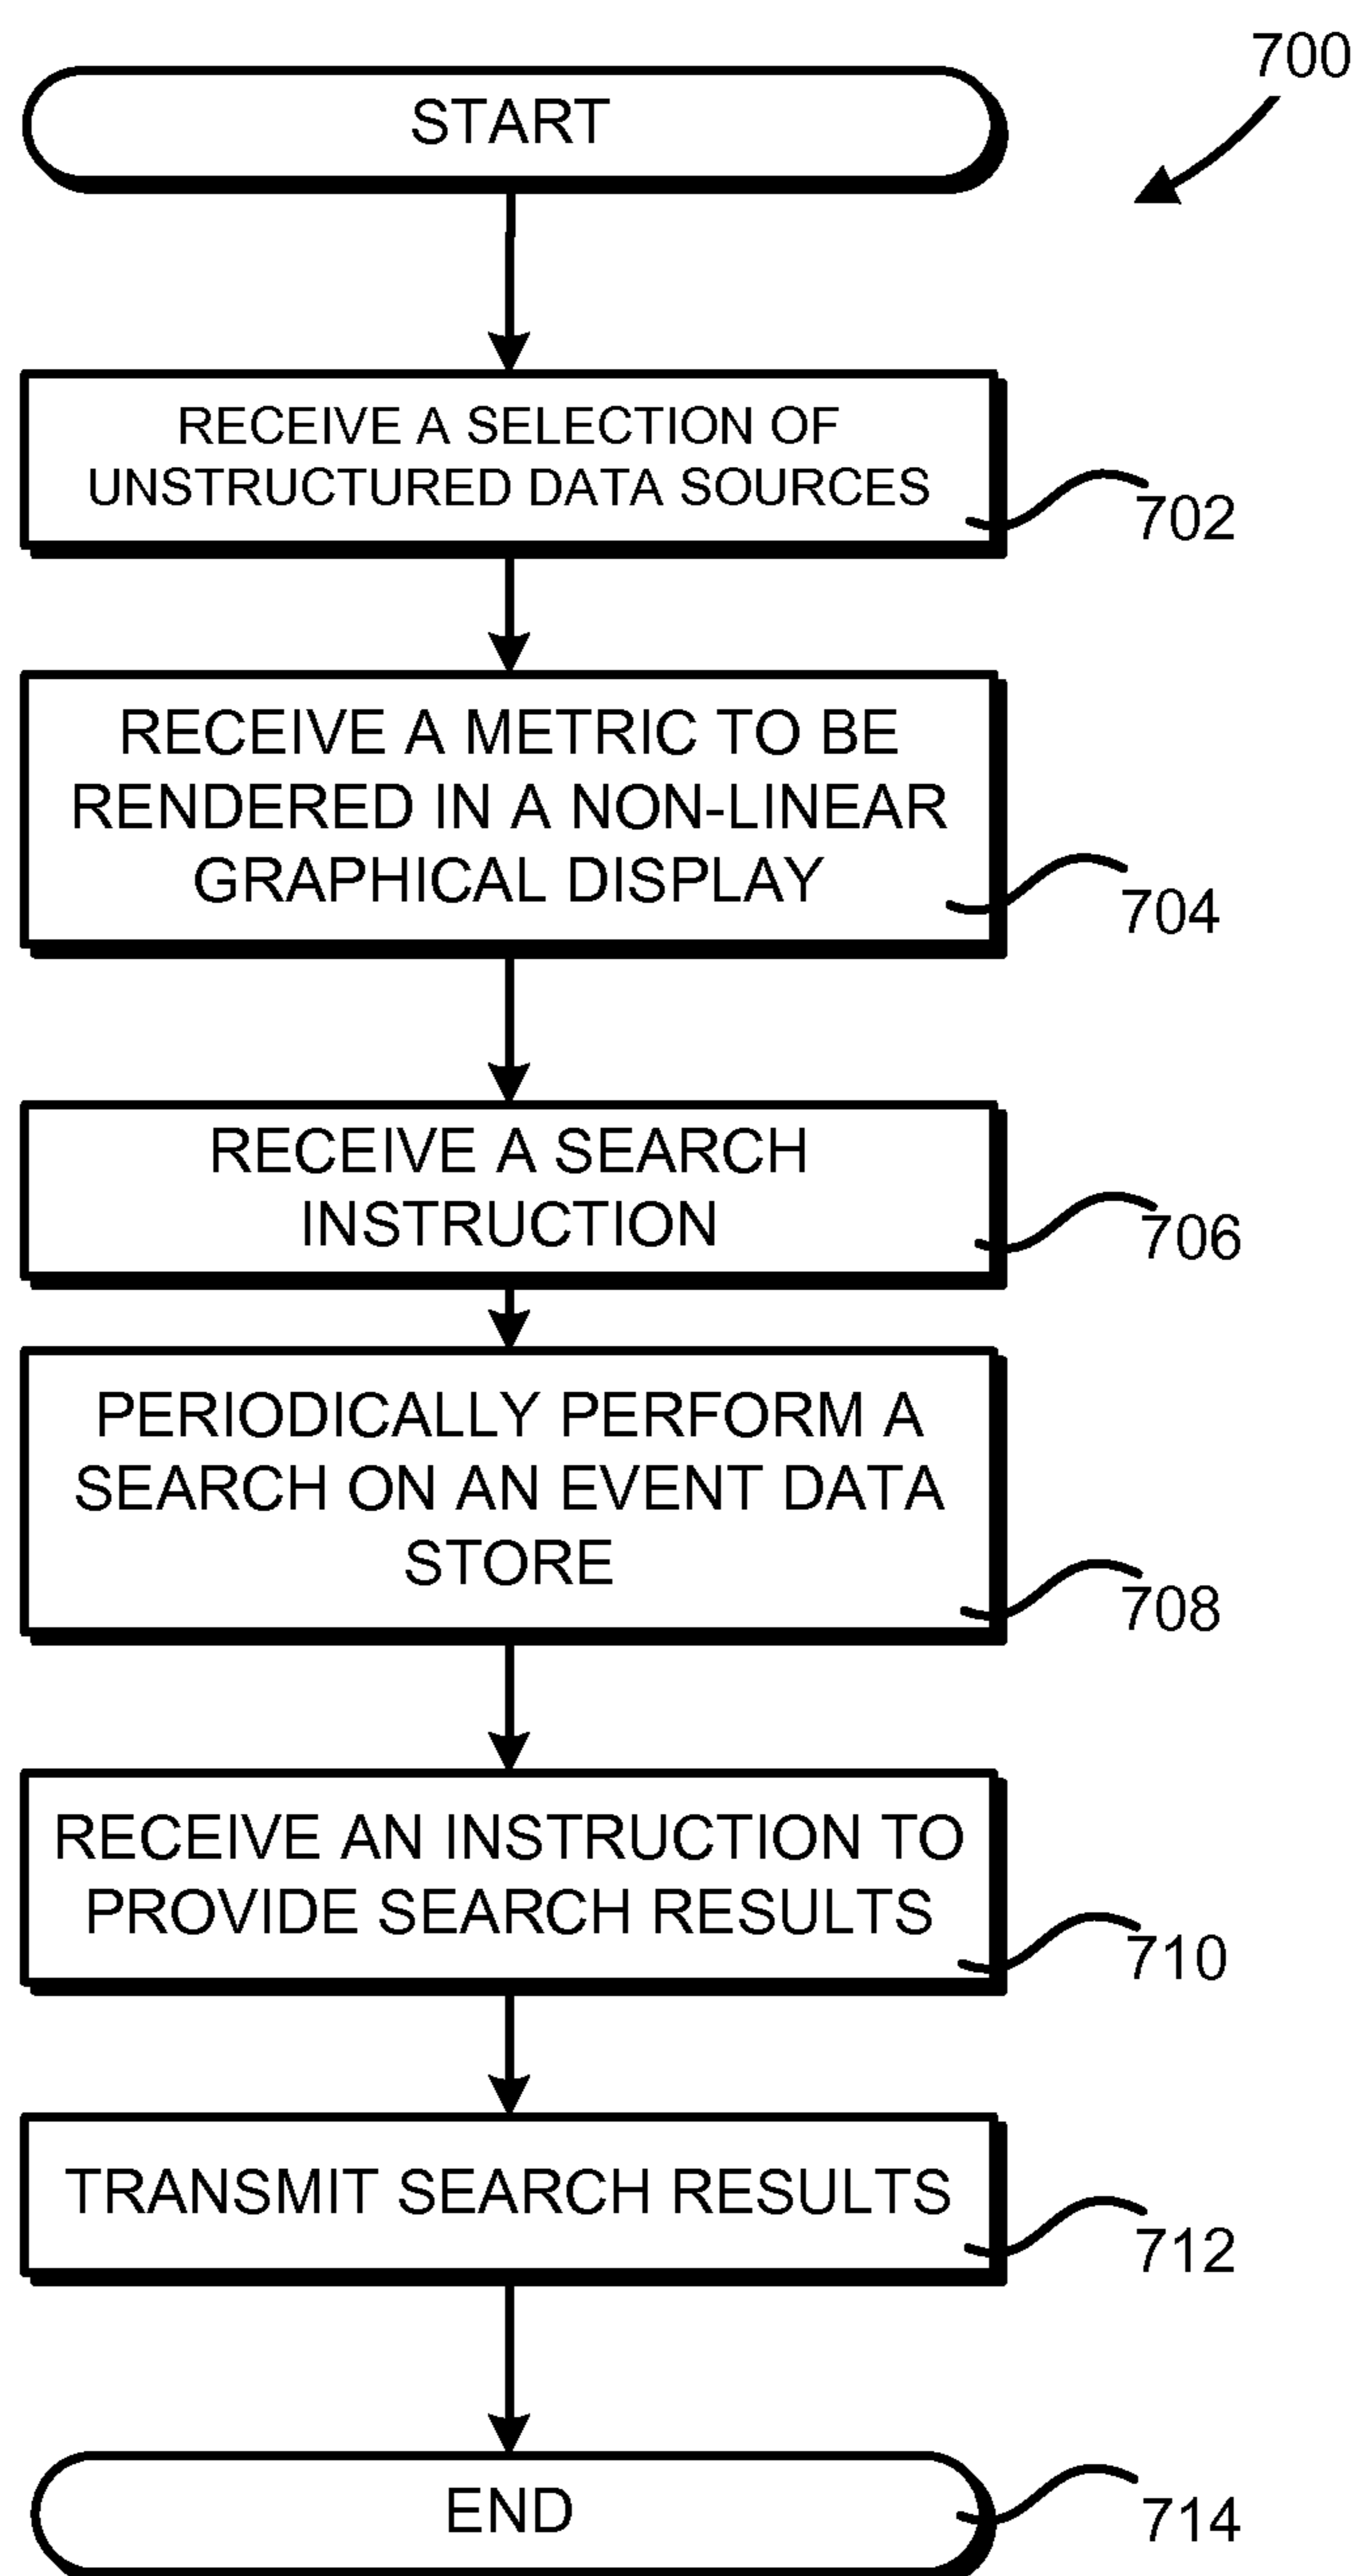 700
START
RECEIVE A SELECTION OF
UNSTRUCTURED DATA SOURCES
702
RECEIVE A METRIC TO BE
RENDERED IN A NON-LINEAR
GRAPHICAL DISPLAY
704
RECEIVE A SEARCH
INSTRUCTION
706
PERIODICALLY PERFORM A
SEARCH ON AN EVENT DATA
STORE
708
RECEIVE AN INSTRUCTION TO
PROVIDE SEARCH RESULTS
710
TRANSMIT SEARCH RESULTS
712
END
714